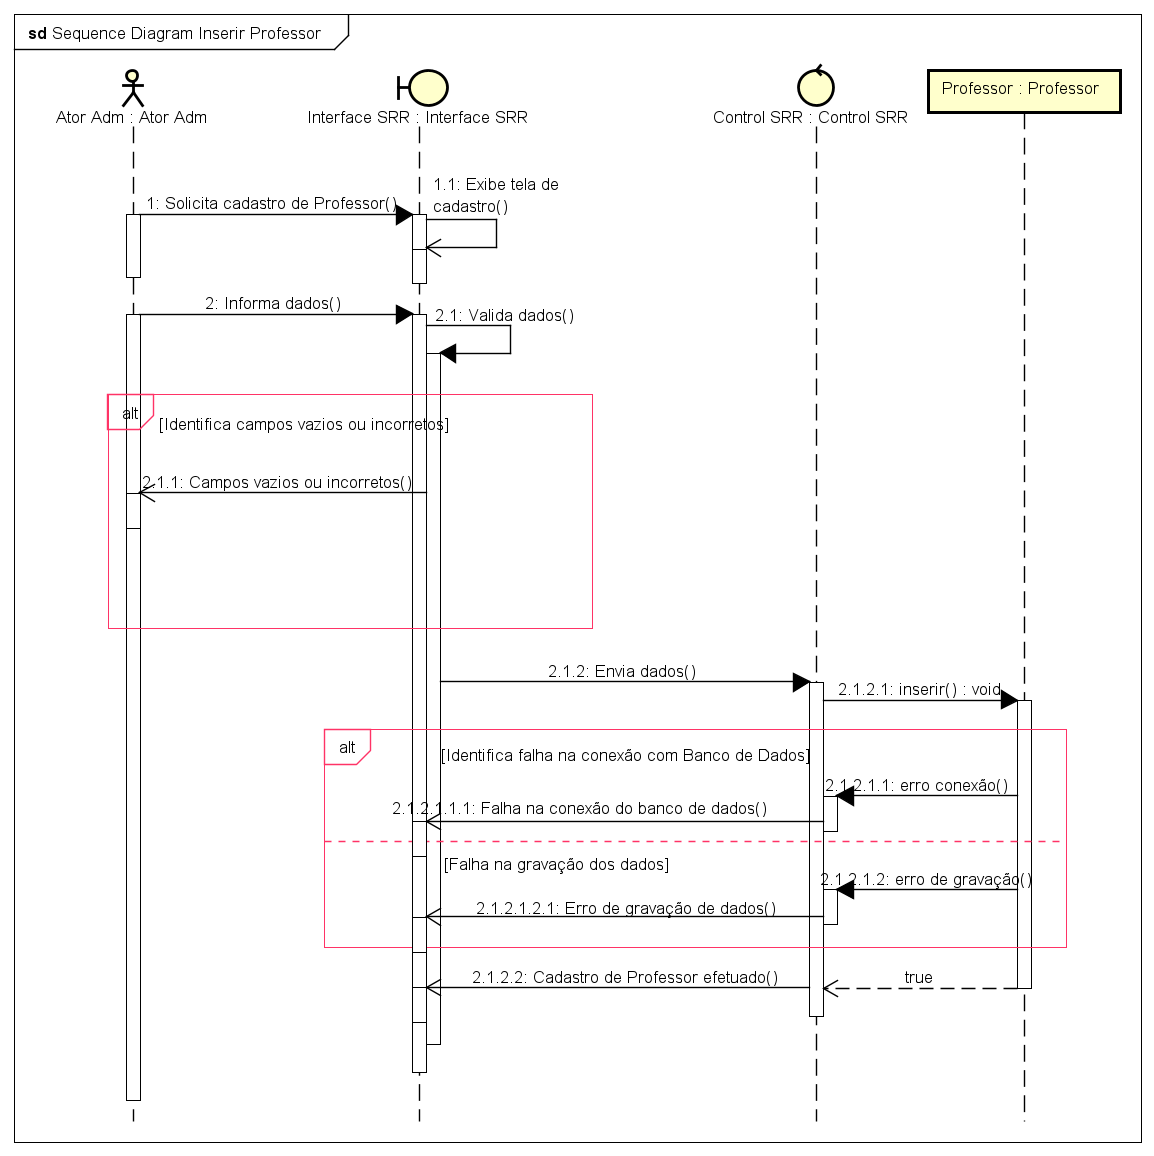 sd Sequence Diagram Inserir Professor
Ator Adm : Ator Adm
Interface SRR : Interface SRR
Control SRR : Control SRR
Professor : Professor
1: Solicita cadastro de Professor()
1.1: Exibe tela de
cadastro()
2: Informa dados()
2.1: Valida dados()
alt
[Identifica campos vazios ou incorretos]
2.1.1: Campos vazios ou incorretos()
2.1.2: Envia dados()
2.1.2.1: inserir() : void
alt
[Identifica falha na conexão com Banco de Dados]
2.1.2.1.1: erro conexão()
2.1.2.1.1.1: Falha na conexão do banco de dados()
[Falha na gravação dos dados]
2.1.2.1.2: erro de gravação()
2.1.2.1.2.1: Erro de gravação de dados()
2.1.2.2: Cadastro de Professor efetuado()
true